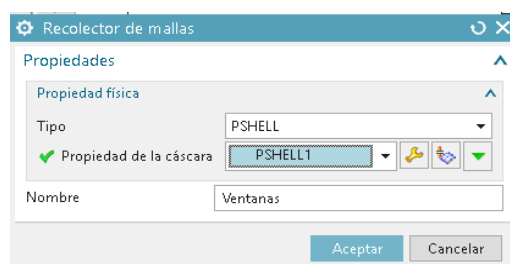 Recolector de mallas
Propiedades
Propiedad física
Tipo PSHELL
Propiedad de la cáscara PSHELL1
Nombre Ventanas
Aceptar Cancelar